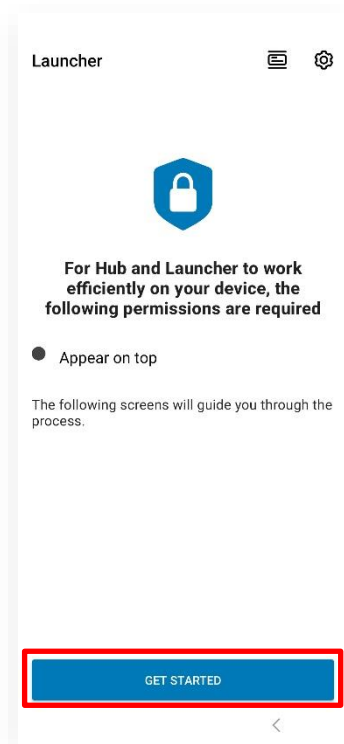 Launcher
For Hub and Launcher to work
efficiently on your device, the
following permissions are required
Appear on top
The following screens will guide you through the
process.
GET STARTED